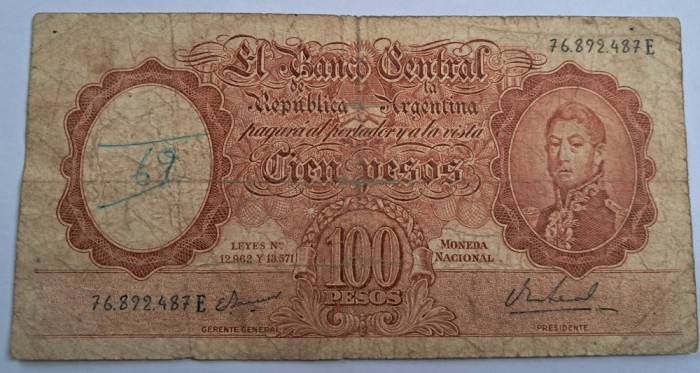 76.892.487 E
El Banco Central
de la
República Argentina
pagará al portador y a la vista
Cien pesos
69
LEYES Nos
12.962 Y 13.571
100
PESOS
MONEDA
NACIONAL
76.892.487 E
GERENTE GENERAL
PRESIDENTE